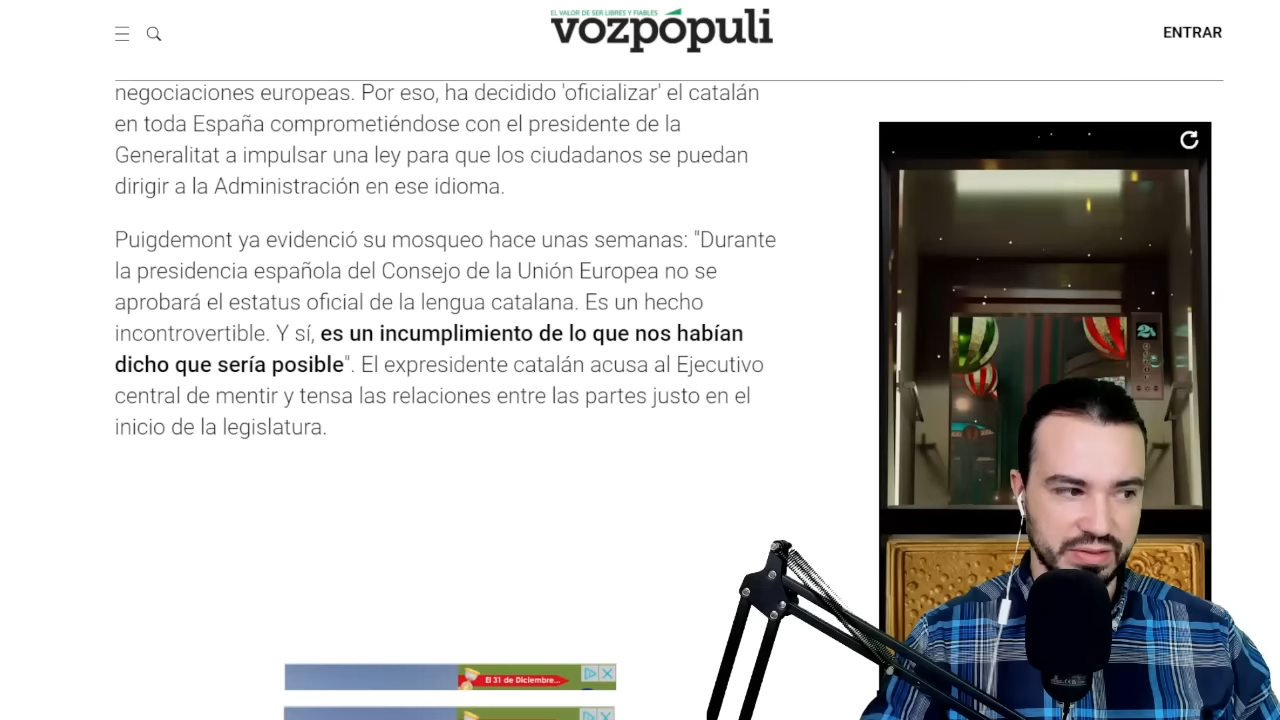 EL VALOR DE SER LIBRES Y FIABLES
vozpópuli
ENTRAR
negociaciones europeas. Por eso, ha decidido 'oficializar' el catalán
en toda España comprometiéndose con el presidente de la
Generalitat a impulsar una ley para que los ciudadanos se puedan
dirigir a la Administración en ese idioma.
Puigdemont ya evidenció su mosqueo hace unas semanas: "Durante
la presidencia española del Consejo de la Unión Europea no se
aprobará el estatus oficial de la lengua catalana. Es un hecho
incontrovertible. Y sí, es un incumplimiento de lo que nos habían
dicho que sería posible". El expresidente catalán acusa al Ejecutivo
central de mentir y tensa las relaciones entre las partes justo en el
inicio de la legislatura.
El 31 de Diciembre...